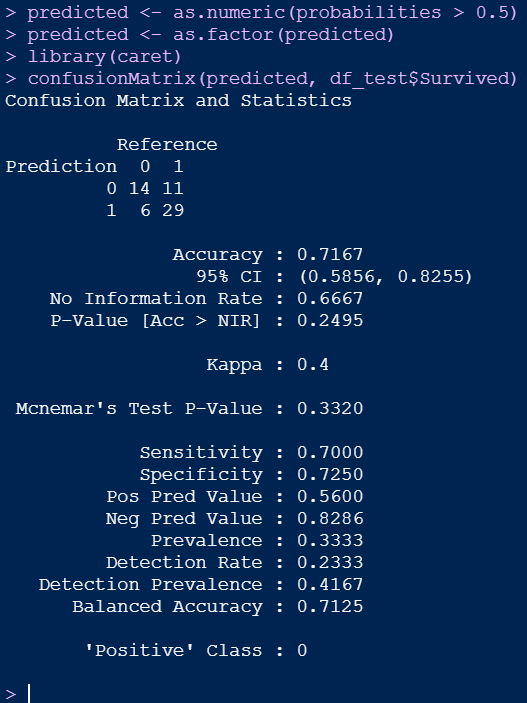 > predicted <- as.numeric(probabilities > 0.5)
> predicted <- as.factor(predicted)
> library(caret)
> confusionMatrix(predicted, df_test$Survived)
Confusion Matrix and Statistics

          Reference
Prediction  0  1
         0 14 11
         1  6 29

               Accuracy : 0.7167
                 95% CI : (0.5856, 0.8255)
    No Information Rate : 0.6667
    P-Value [Acc > NIR] : 0.2495

                  Kappa : 0.4

 Mcnemar's Test P-Value : 0.3320

            Sensitivity : 0.7000
            Specificity : 0.7250
         Pos Pred Value : 0.5600
         Neg Pred Value : 0.8286
             Prevalence : 0.3333
         Detection Rate : 0.2333
   Detection Prevalence : 0.4167
      Balanced Accuracy : 0.7125

       'Positive' Class : 0

>